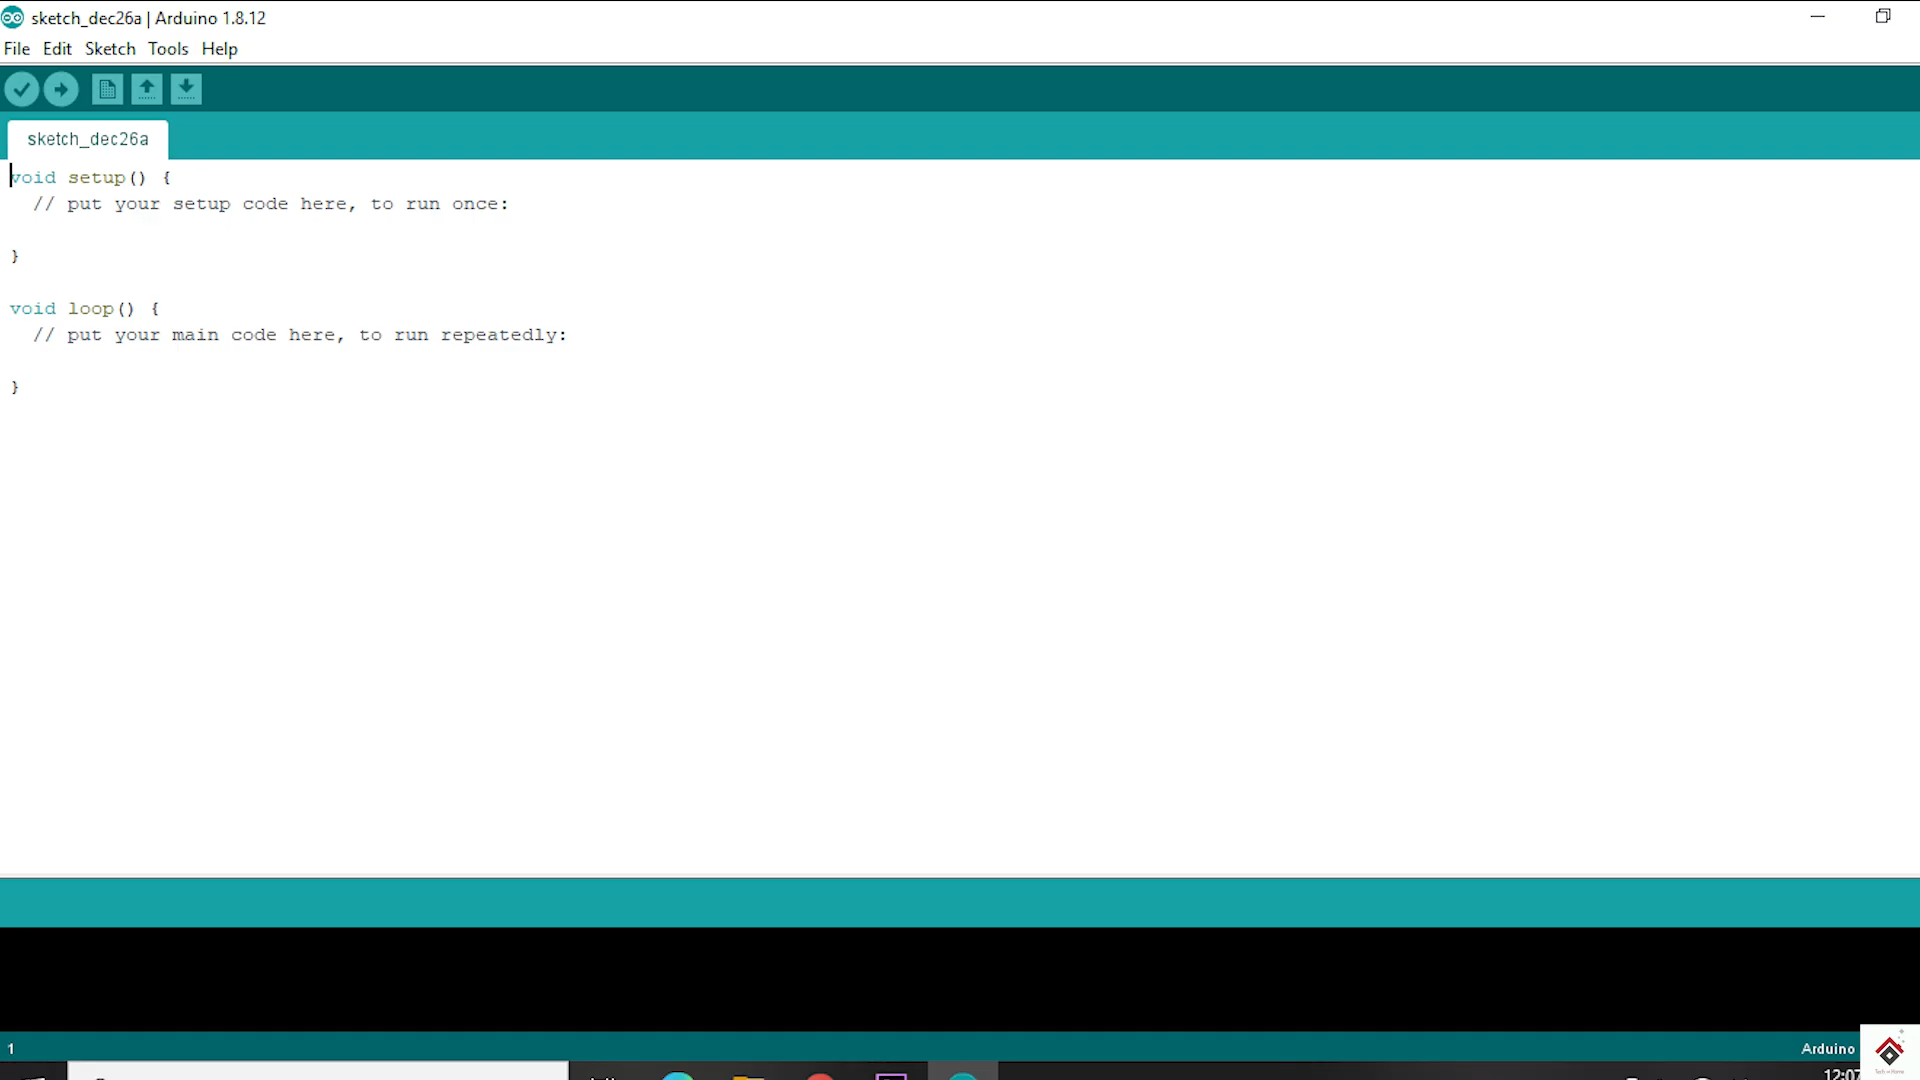 sketch_dec26a | Arduino 1.8.12
File Edit Sketch Tools Help
sketch_dec26a
void setup() {
  // put your setup code here, to run once:
}
void loop() {
  // put your main code here, to run repeatedly:
}
1
Arduino
12:07